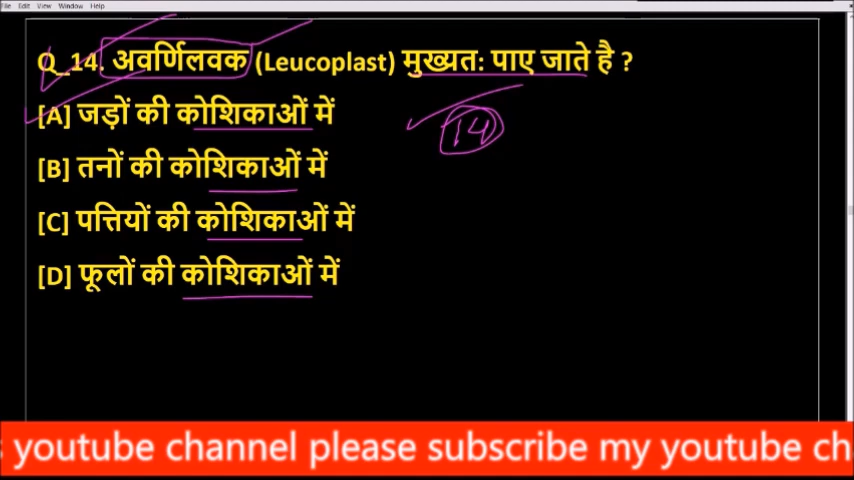 File Edit View Window Help
Q_14. अवर्णिलवक (Leucoplast) मुख्यत: पाए जाते है ?
[A] जड़ों की कोशिकाओं में
14
[B] तनों की कोशिकाओं में
[C] पत्तियों की कोशिकाओं में
[D] फूलों की कोशिकाओं में
s youtube channel please subscribe my youtube ch